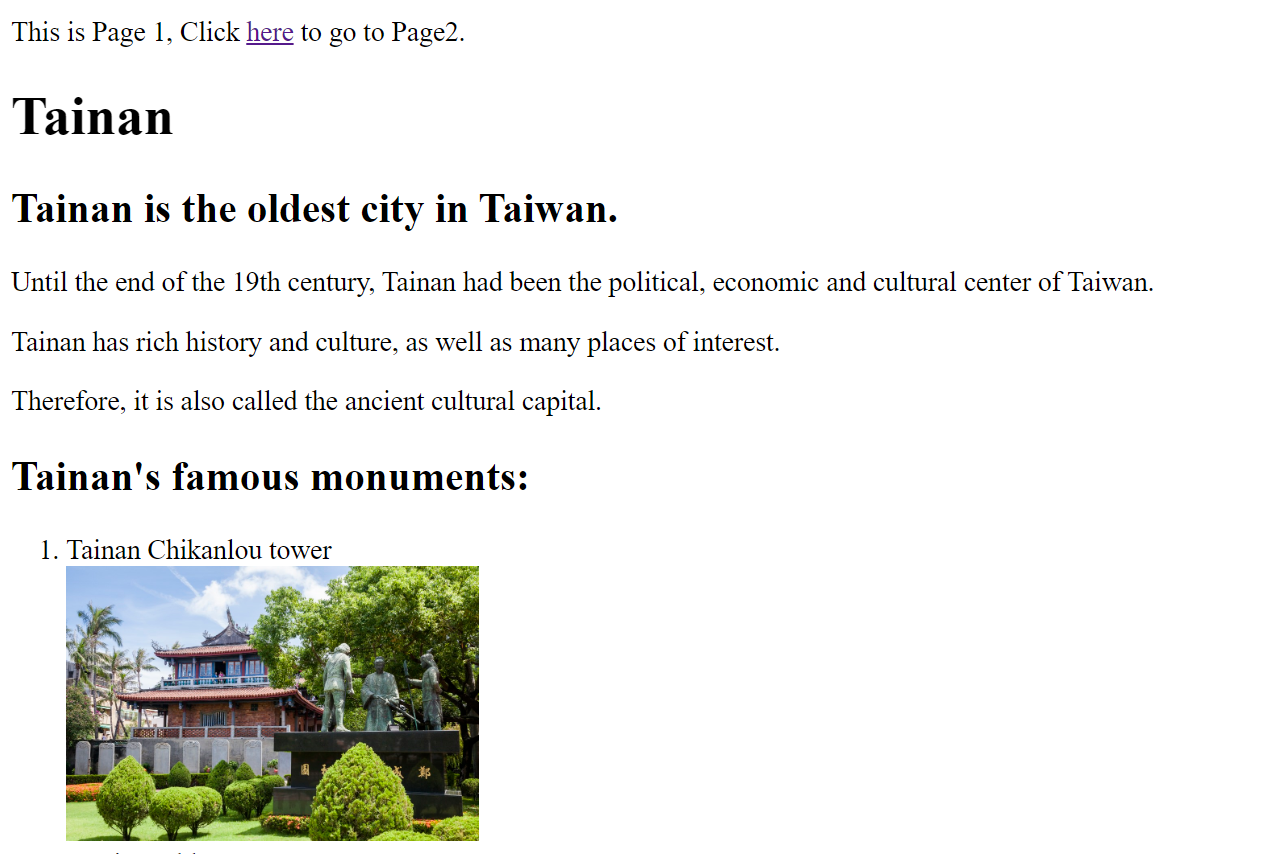 This is Page 1, Click here to go to Page2.
Tainan
Tainan is the oldest city in Taiwan.
Until the end of the 19th century, Tainan had been the political, economic and cultural center of Taiwan.
Tainan has rich history and culture, as well as many places of interest.
Therefore, it is also called the ancient cultural capital.
Tainan's famous monuments:
1. Tainan Chikanlou tower
鄭